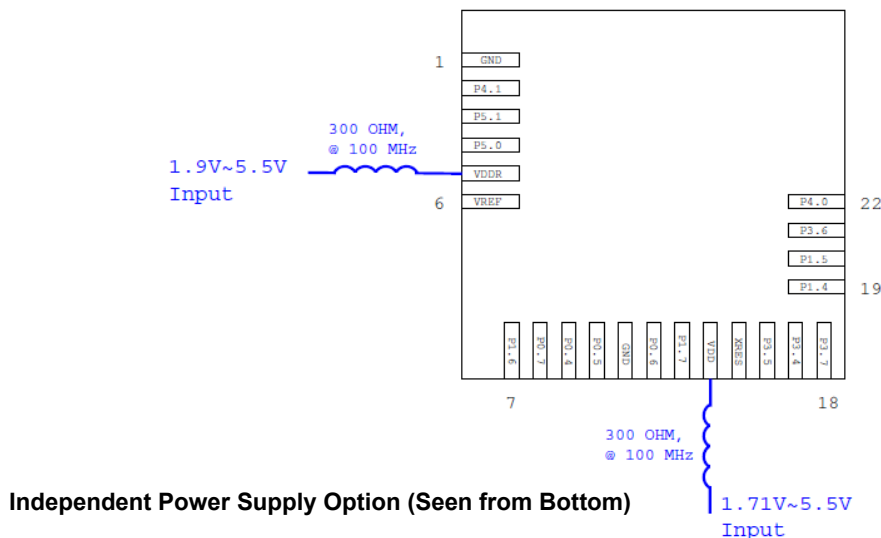 1
GND
P4.1
P5.1
300 OHM,
@ 100 MHz
P5.0
1.9V~5.5V
Input
VDDR
6
VREF
P4.0
22
P3.6
P1.5
P1.4
19
P1.6
P0.7
P0.4
P0.5
GND
P0.6
P1.7
VDD
XRES
P3.5
P3.4
P3.7
7
18
300 OHM,
@ 100 MHz
Independent Power Supply Option (Seen from Bottom)
1.71V~5.5V
Input